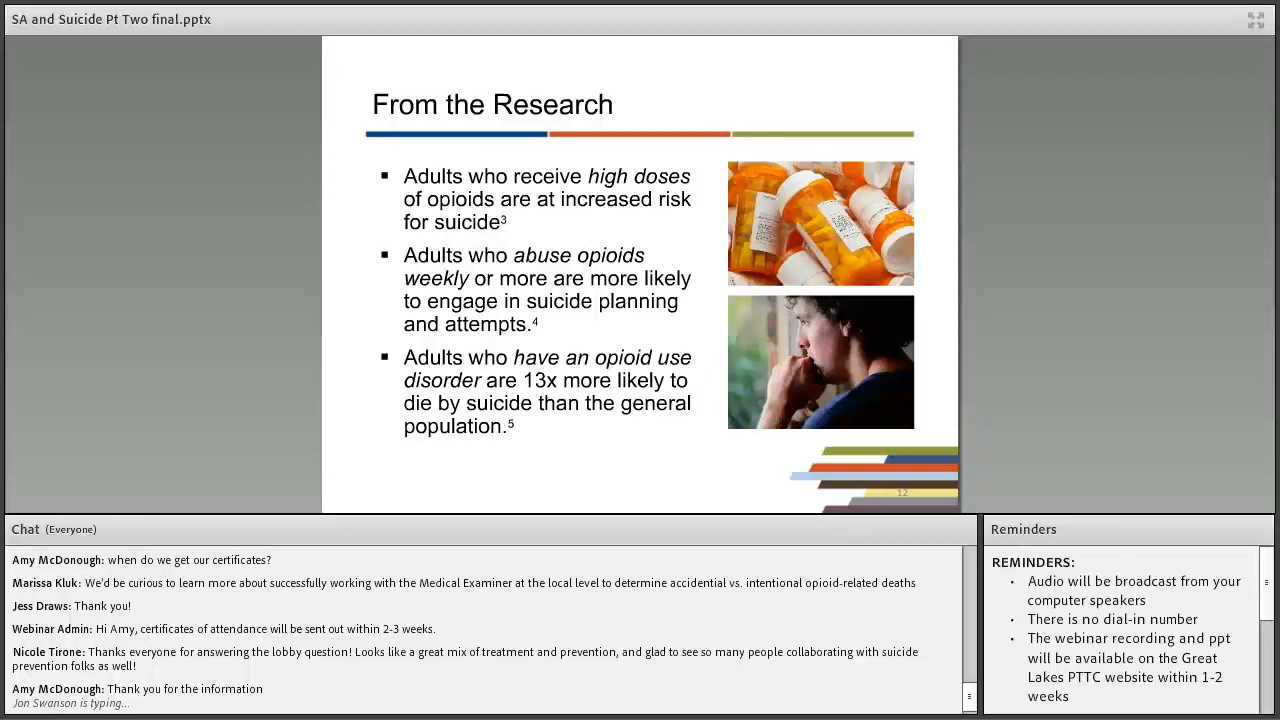 SA and Suicide Pt Two final.pptx
From the Research
▪ Adults who receive high doses
of opioids are at increased risk
for suicide³
▪ Adults who abuse opioids
weekly or more are more likely
to engage in suicide planning
and attempts.⁴
▪ Adults who have an opioid use
disorder are 13x more likely to
die by suicide than the general
population.⁵
12
Chat (Everyone)
Amy McDonough: when do we get our certificates?
Marissa Kluk: We'd be curious to learn more about successfully working with the Medical Examiner at the local level to determine accidential vs. intentional opioid-related deaths
Jess Draws: Thank you!
Webinar Admin: Hi Amy, certificates of attendance will be sent out within 2-3 weeks.
Nicole Tirone: Thanks everyone for answering the lobby question! Looks like a great mix of treatment and prevention, and glad to see so many people collaborating with suicide
prevention folks as well!
Amy McDonough: Thank you for the information
Jon Swanson is typing...
Reminders
REMINDERS:
• Audio will be broadcast from your
computer speakers
• There is no dial-in number
• The webinar recording and ppt
will be available on the Great
Lakes PTTC website within 1-2
weeks